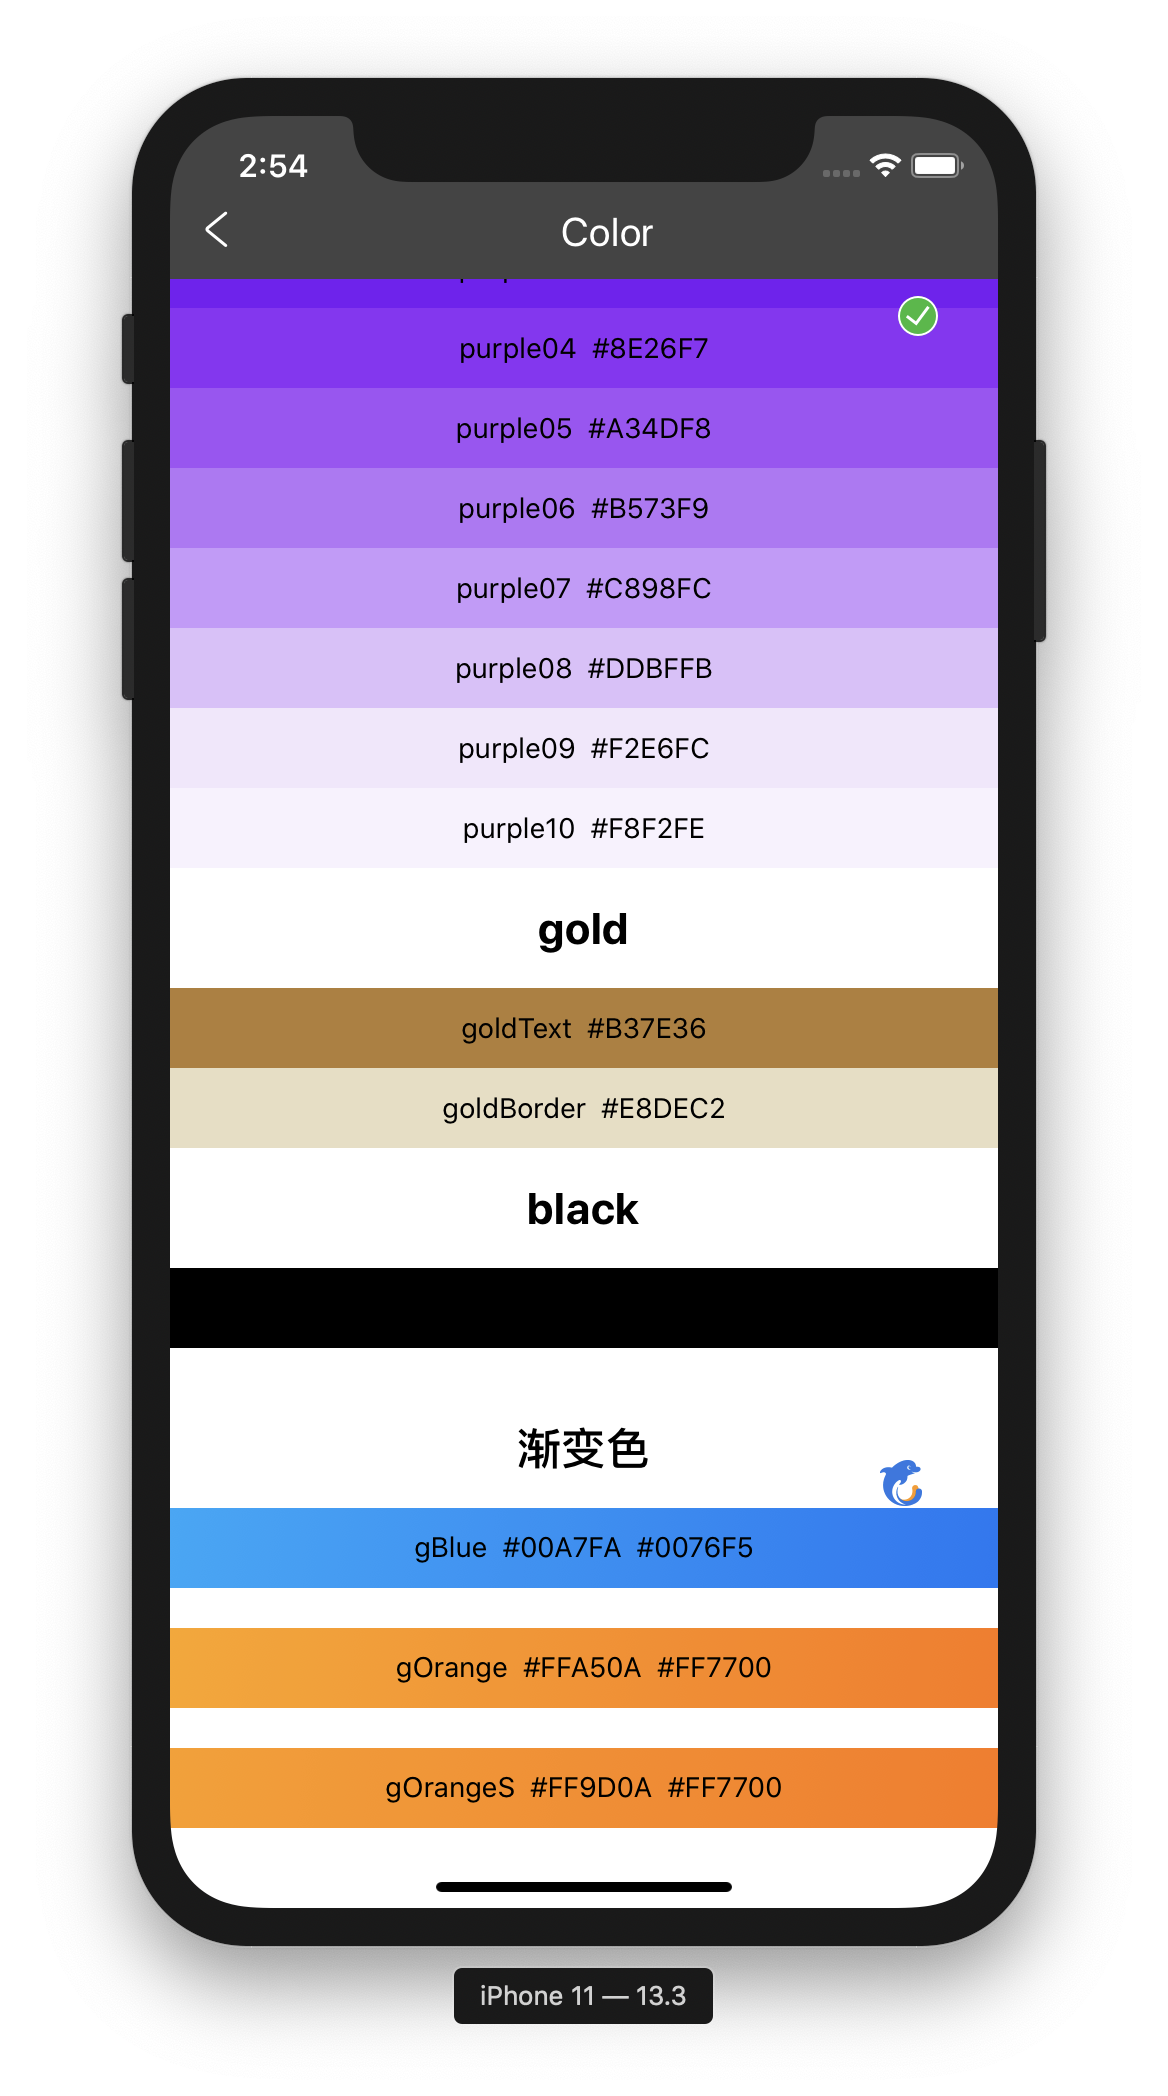 2:54
Color
purple04 #8E26F7
purple05 #A34DF8
purple06 #B573F9
purple07 #C898FC
purple08 #DDBFFB
purple09 #F2E6FC
purple10 #F8F2FE
gold
goldText #B37E36
goldBorder #E8DEC2
black
渐变色
gBlue #00A7FA #0076F5
gOrange #FFA50A #FF7700
gOrangeS #FF9D0A #FF7700
iPhone 11 — 13.3